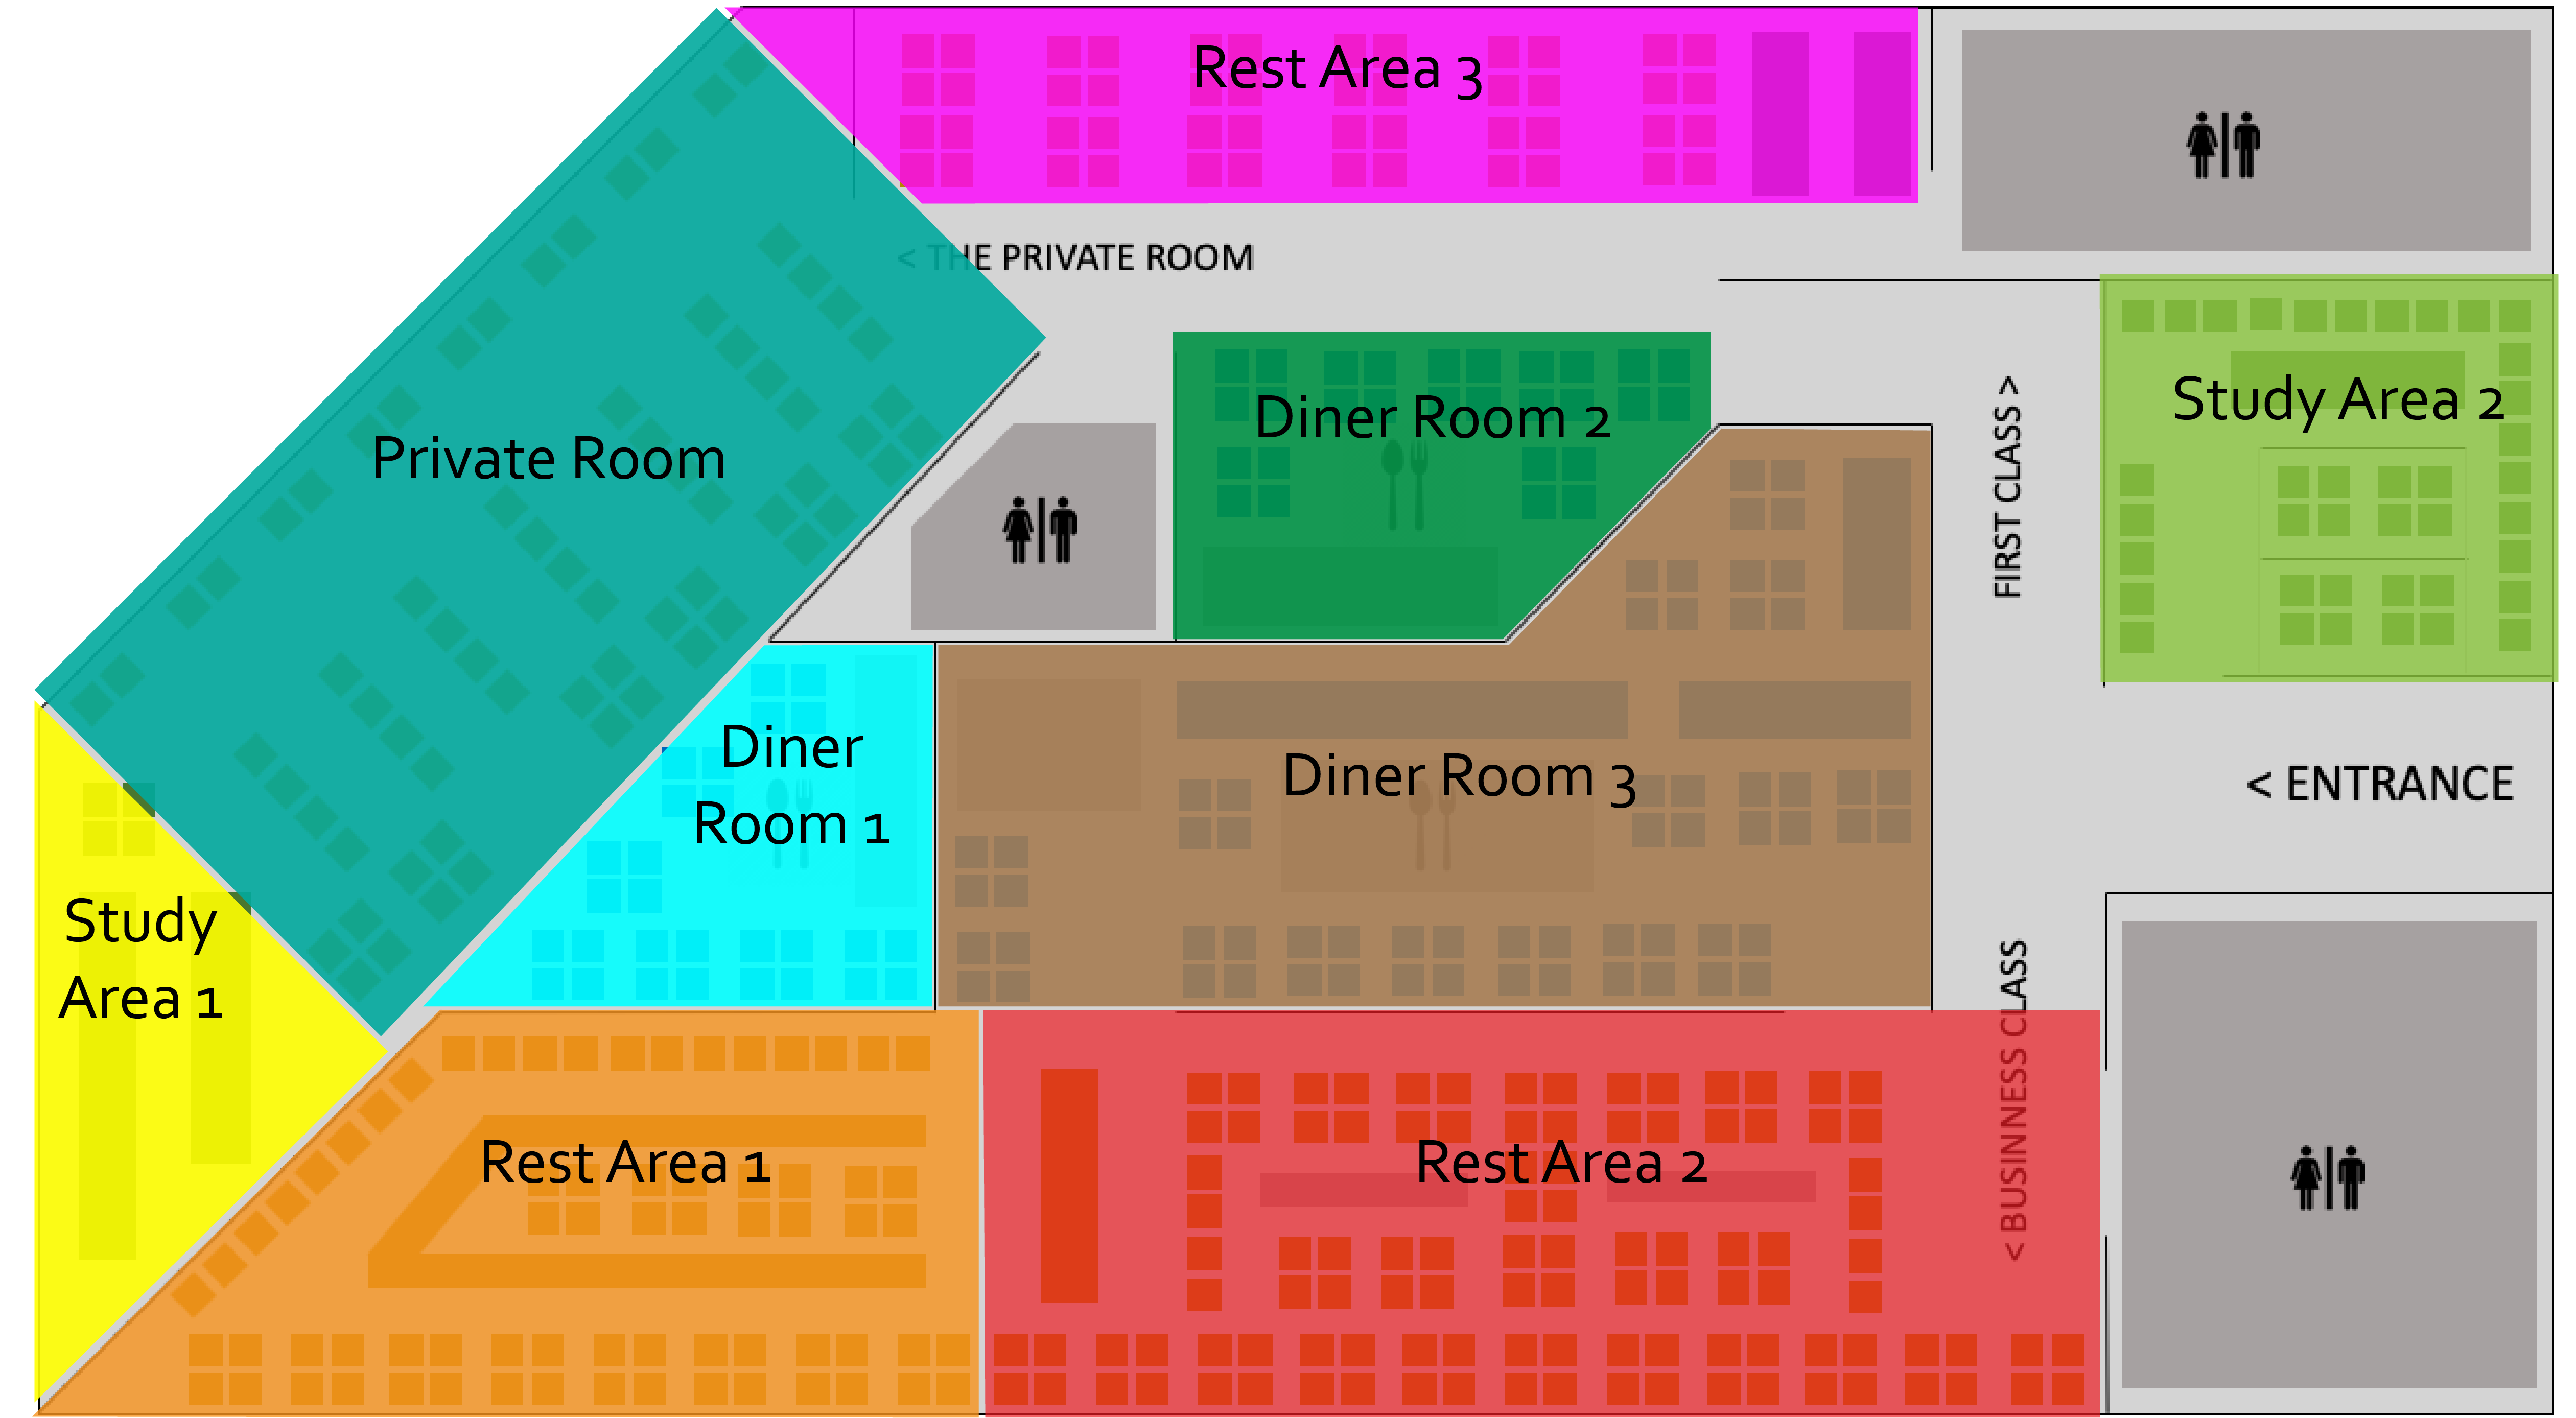 Rest Area 3
< THE PRIVATE ROOM
Diner Room 2
FIRST CLASS >
Study Area 2
Private Room
Diner
Room 1
Diner Room 3
< ENTRANCE
Study
Area 1
Rest Area 1
Rest Area 2
< BUSINNESS CLASS